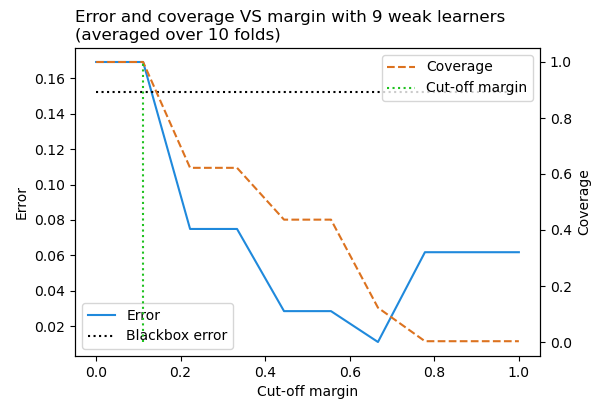 Error and coverage VS margin with 9 weak learners
(averaged over 10 folds)
Coverage
Cut-off margin
Error
Blackbox error
0.16
0.14
0.12
0.10
0.08
0.06
0.04
0.02
Error
1.0
0.8
0.6
0.4
0.2
0.0
Coverage
0.0 0.2 0.4 0.6 0.8 1.0
Cut-off margin